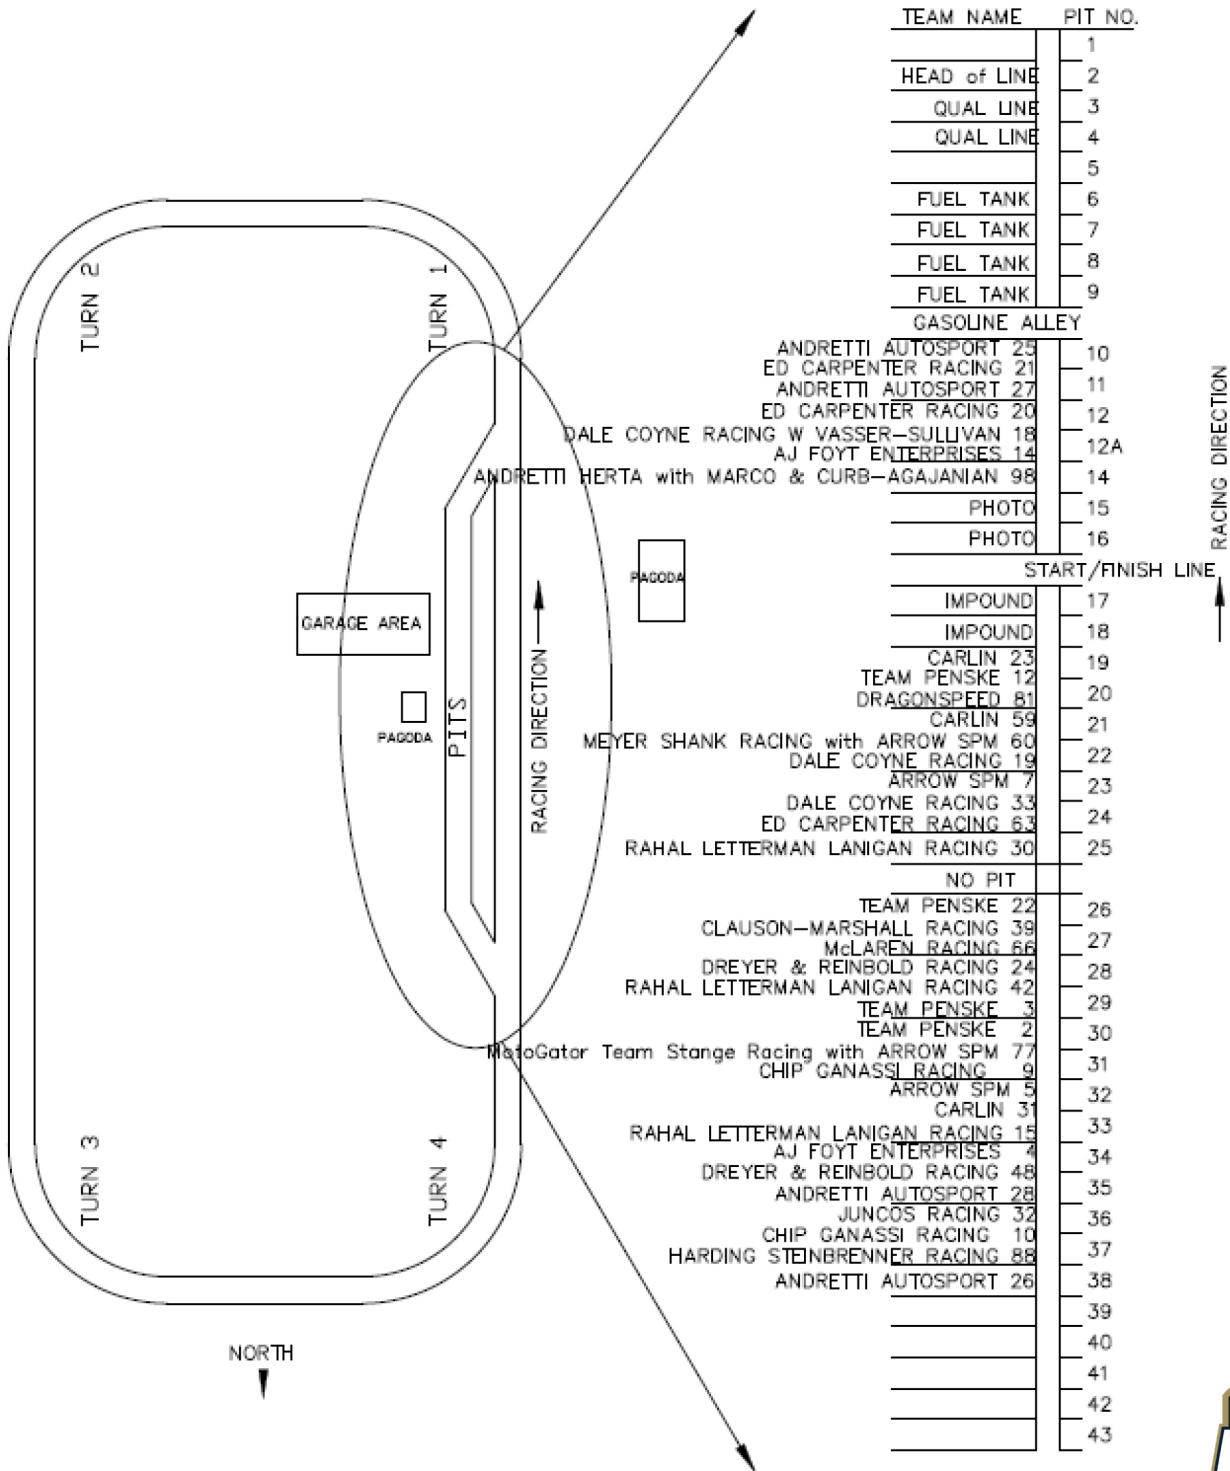 TEAM NAME PIT NO.
1
HEAD of LINE 2
QUAL LINE 3
QUAL LINE 4
5
FUEL TANK 6
FUEL TANK 7
FUEL TANK 8
FUEL TANK 9
GASOLINE ALLEY
ANDRETTI AUTOSPORT 25
10
ED CARPENTER RACING 21
ANDRETTI AUTOSPORT 27
11
ED CARPENTER RACING 20
12
DALE COYNE RACING W VASSER-SULLIVAN 18
12A
AJ FOYT ENTERPRISES 14
ANDRETTI HERTA with MARCO & CURB-AGAJANIAN 98 14
PHOTO 15
PHOTO 16
START/FINISH LINE
IMPOUND 17
IMPOUND 18
CARLIN 23
19
TEAM PENSKE 12
DRAGONSPEED 81
20
CARLIN 59
21
MEYER SHANK RACING with ARROW SPM 60
22
DALE COYNE RACING 19
ARROW SPM 7
23
DALE COYNE RACING 33
24
ED CARPENTER RACING 63
RAHAL LETTERMAN LANIGAN RACING 30 25
NO PIT
TEAM PENSKE 22
26
CLAUSON-MARSHALL RACING 39
27
McLAREN RACING 66
DREYER & REINBOLD RACING 24
28
RAHAL LETTERMAN LANIGAN RACING 42
29
TEAM PENSKE 3
TEAM PENSKE 2
30
MotoGator Team Stange Racing with ARROW SPM 77
31
CHIP GANASSI RACING 9
ARROW SPM 5
32
CARLIN 31
33
RAHAL LETTERMAN LANIGAN RACING 15
AJ FOYT ENTERPRISES 4
34
DREYER & REINBOLD RACING 48
35
ANDRETTI AUTOSPORT 28
JUNCOS RACING 32
36
CHIP GANASSI RACING 10
37
HARDING STEINBRENNER RACING 88
ANDRETTI AUTOSPORT 26 38
39
40
41
42
43
RACING DIRECTION
TURN 2
TURN 1
PAGODA
GARAGE AREA
PAGODA
PITS
RACING DIRECTION
TURN 3
TURN 4
NORTH